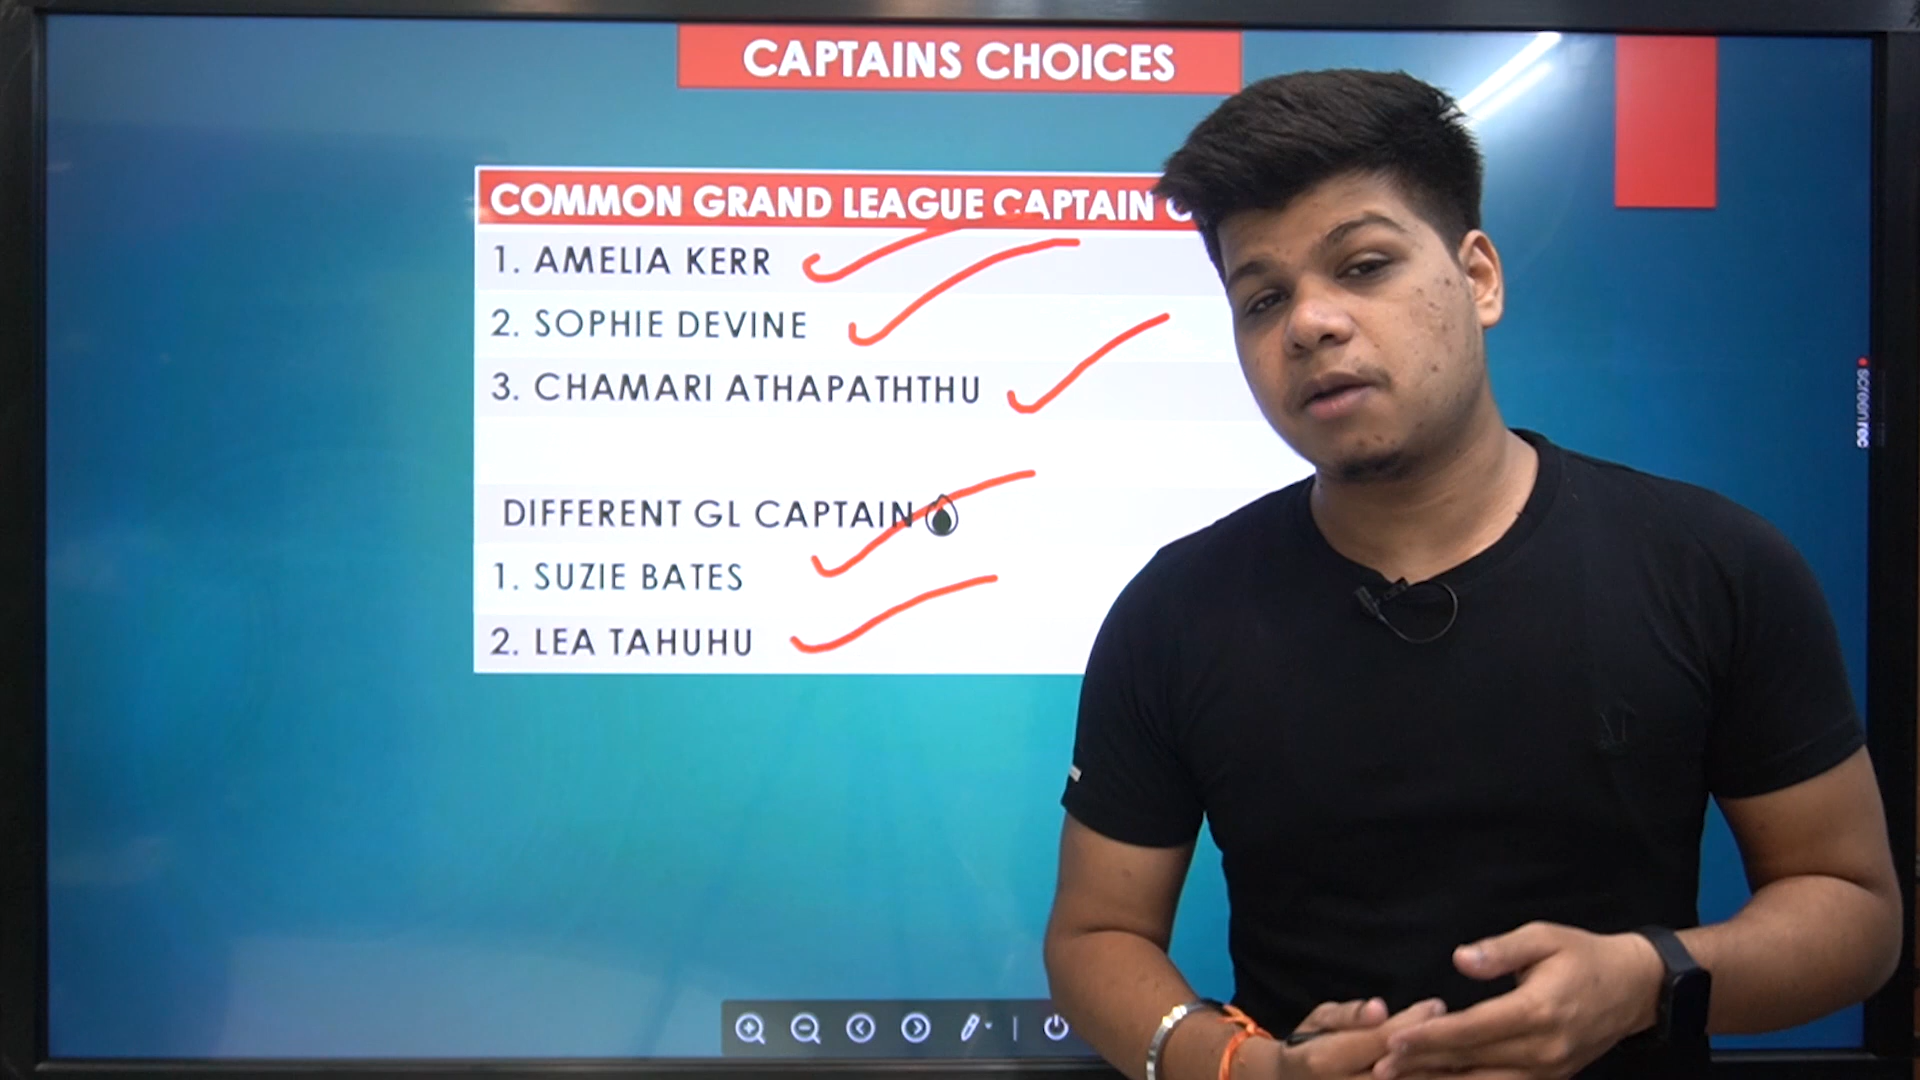 CAPTAINS CHOICES
COMMON GRAND LEAGUE CAPTAIN
1. AMELIA KERR
2. SOPHIE DEVINE
3. CHAMARI ATHAPATHTHU
DIFFERENT GL CAPTAIN
1. SUZIE BATES
2. LEA TAHUHU
screenrec